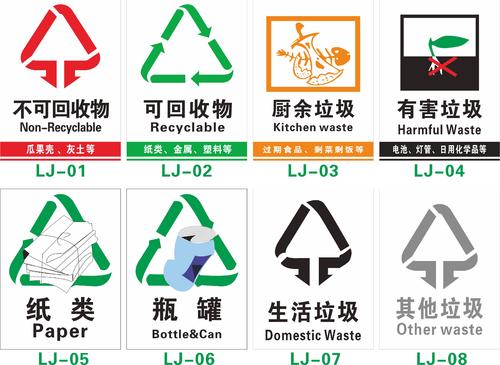 不可回收物
Non-Recyclable
瓜果壳、灰土等
LJ-01
可回收物
Recyclable
纸类、金属、塑料等
LJ-02
厨余垃圾
Kitchen waste
过期食品、剩菜剩饭等
LJ-03
有害垃圾
Harmful Waste
电池、灯管、日用化学品等
LJ-04
纸类
Paper
LJ-05
瓶罐
Bottle&Can
LJ-06
生活垃圾
Domestic Waste
LJ-07
其他垃圾
Other waste
LJ-08